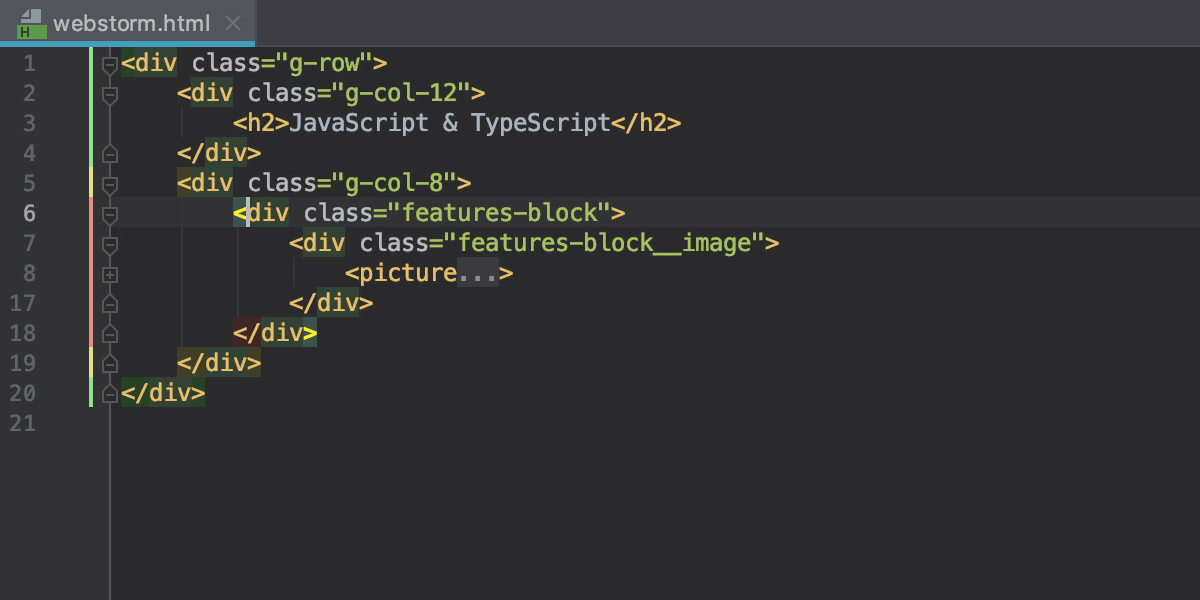 H webstorm.html
1 <div class="g-row">
2     <div class="g-col-12">
3         <h2>JavaScript & TypeScript</h2>
4     </div>
5     <div class="g-col-8">
6         <div class="features-block">
7             <div class="features-block__image">
8                 <picture...>
17             </div>
18         </div>
19     </div>
20 </div>
21